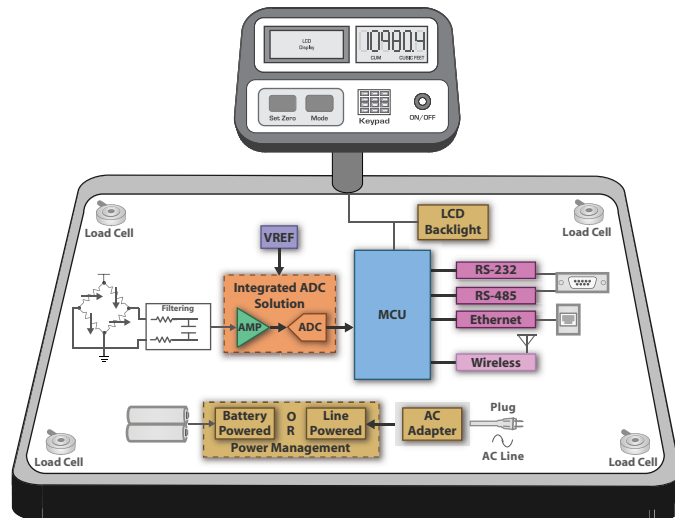 LCD
Display
10980.4
CUM CUBIC FEET
Set Zero Mode
Keypad
ON/OFF
Load Cell
Load Cell
LCD
Backlight
VREF
Integrated ADC
Solution
AMP
ADC
Filtering
MCU
RS-232
RS-485
Ethernet
Wireless
Battery
Powered
O
R
Line
Powered
Power Management
AC
Adapter
Plug
AC Line
Load Cell
Load Cell